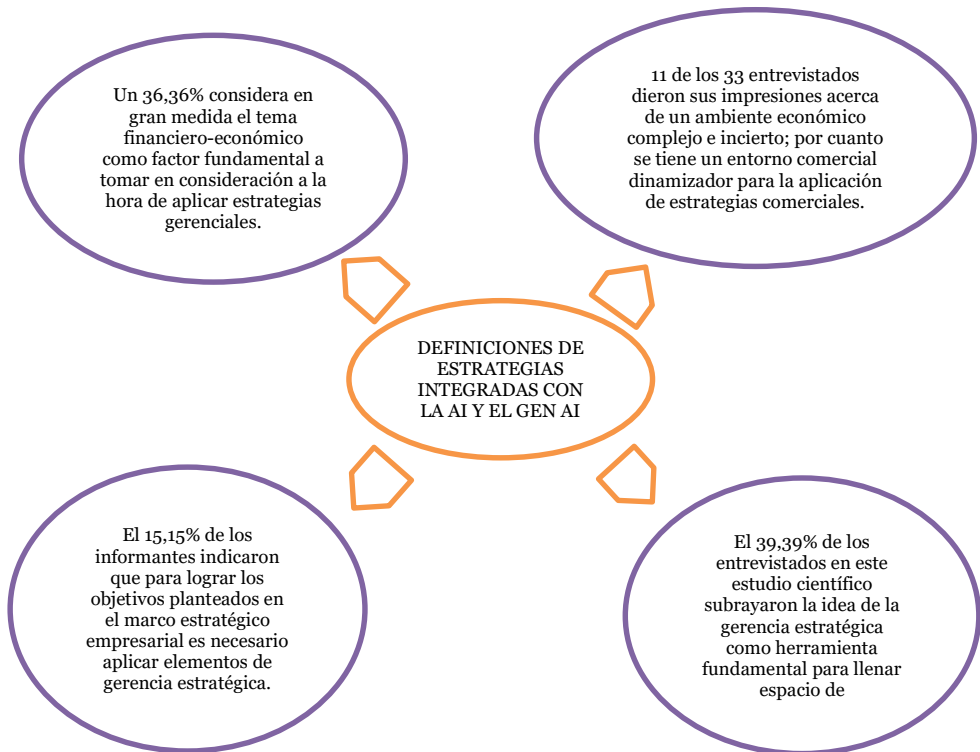 Un 36,36% considera en
gran medida el tema
financiero-económico
como factor fundamental a
tomar en consideración a la
hora de aplicar estrategias
gerenciales.
11 de los 33 entrevistados
dieron sus impresiones acerca
de un ambiente económico
complejo e incierto; por cuanto
se tiene un entorno comercial
dinamizador para la aplicación
de estrategias comerciales.
DEFINICIONES DE
ESTRATEGIAS
INTEGRADAS CON
LA AI Y EL GEN AI
El 15,15% de los
informantes indicaron
que para lograr los
objetivos planteados en
el marco estratégico
empresarial es necesario
aplicar elementos de
gerencia estratégica.
El 39,39% de los
entrevistados en este
estudio científico
subrayaron la idea de la
gerencia estratégica
como herramienta
fundamental para llenar
espacio de